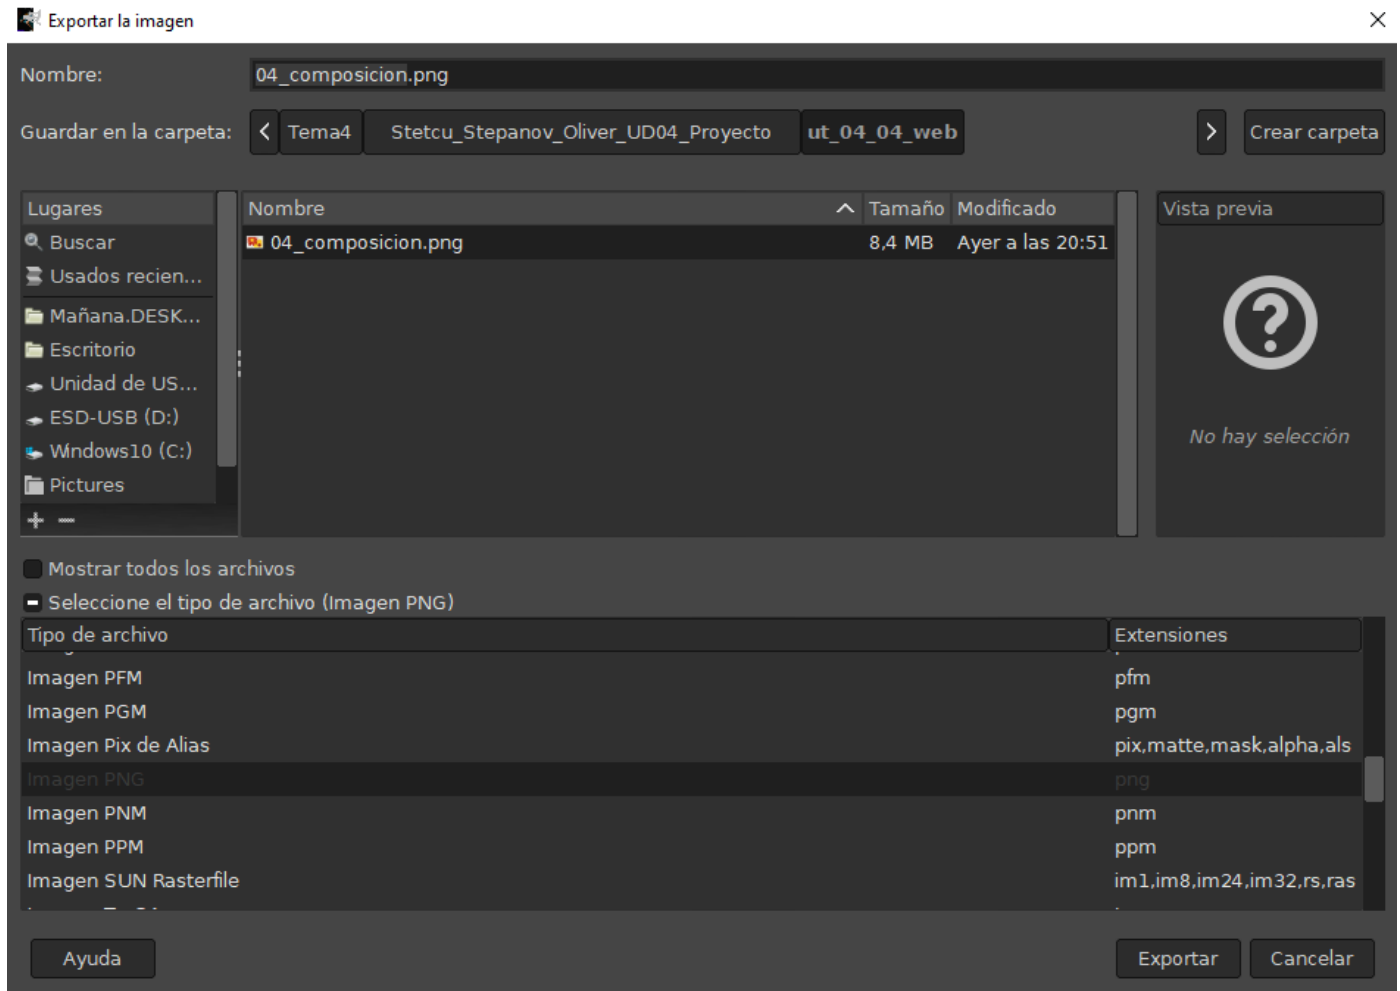 Exportar la imagen
Nombre: 04_composicion.png
Guardar en la carpeta: Tema4 Stetcu_Stepanov_Oliver_UD04_Proyecto ut_04_04_web Crear carpeta
Lugares Nombre Tamaño Modificado Vista previa
Buscar 04_composicion.png 8,4 MB Ayer a las 20:51
Usados recien...
Mañana.DESK...
Escritorio
Unidad de US...
ESD-USB (D:)
No hay selección
Windows10 (C:)
Pictures
Mostrar todos los archivos
Seleccione el tipo de archivo (Imagen PNG)
Tipo de archivo Extensiones
Imagen PFM pfm
Imagen PGM pgm
Imagen Pix de Alias pix,matte,mask,alpha,als
Imagen PNG png
Imagen PNM pnm
Imagen PPM ppm
Imagen SUN Rasterfile im1,im8,im24,im32,rs,ras
Ayuda Exportar Cancelar